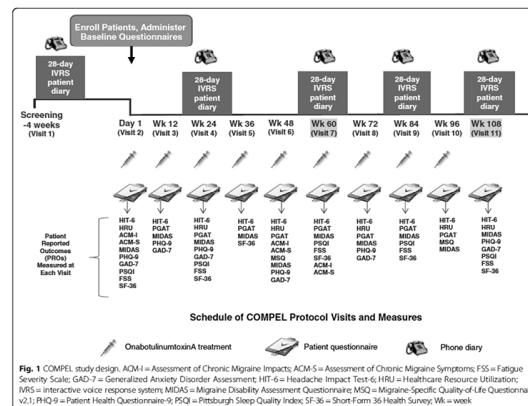 Enroll Patients, Administer
Baseline Questionnaires
28-day
IVRS
patient
diary
28-day
IVRS
patient
diary
28-day
IVRS
patient
diary
28-day
IVRS
patient
diary
28-day
IVRS
patient
diary
Screening
-4 weeks
(Visit 1)
Day 1
(Visit 2)
Wk 12
(Visit 3)
Wk 24
(Visit 4)
Wk 36
(Visit 5)
Wk 48
(Visit 6)
Wk 60
(Visit 7)
Wk 72
(Visit 8)
Wk 84
(Visit 9)
Wk 96
(Visit 10)
Wk 108
(Visit 11)
Patient
Reported
Outcomes
(PROs)
Measured at
Each Visit
HIT-6
HRU
ACM-I
ACM-S
MIDAS
PHQ-9
GAD-7
PSQI
FSS
SF-36
HIT-6
PGAT
MIDAS
PHQ-9
GAD-7
HIT-6
HRU
PGAT
MIDAS
PHQ-9
GAD-7
PSQI
FSS
SF-36
HIT-6
PGAT
MIDAS
SF-36
HIT-6
HRU
PGAT
ACM-I
ACM-S
MSQ
MIDAS
PHQ-9
GAD-7
HIT-6
PGAT
MIDAS
PSQI
FSS
SF-36
ACM-I
ACM-S
HIT-6
HRU
PGAT
MIDAS
PHQ-9
GAD-7
HIT-6
PGAT
MIDAS
PSQI
FSS
SF-36
HIT-6
HRU
PGAT
MSQ
MIDAS
HIT-6
HRU
MIDAS
PHQ-9
GAD-7
PSQI
FSS
SF-36
Schedule of COMPEL Protocol Visits and Measures
OnabotulinumtoxinA treatment
Patient questionnaire
Phone diary
Fig. 1 COMPEL study design. ACM-I = Assessment of Chronic Migraine Impacts; ACM-S = Assessment of Chronic Migraine Symptoms; FSS = Fatigue
Severity Scale; GAD-7 = Generalized Anxiety Disorder Assessment; HIT-6 = Headache Impact Test-6; HRU = Healthcare Resource Utilization;
IVRS = interactive voice response system; MIDAS = Migraine Disability Assessment Questionnaire; MSQ = Migraine-Specific Quality-of-Life Questionna
v2.1; PHQ-9 = Patient Health Questionnaire-9; PSQI = Pittsburgh Sleep Quality Index; SF-36 = Short-Form 36 Health Survey; Wk = week